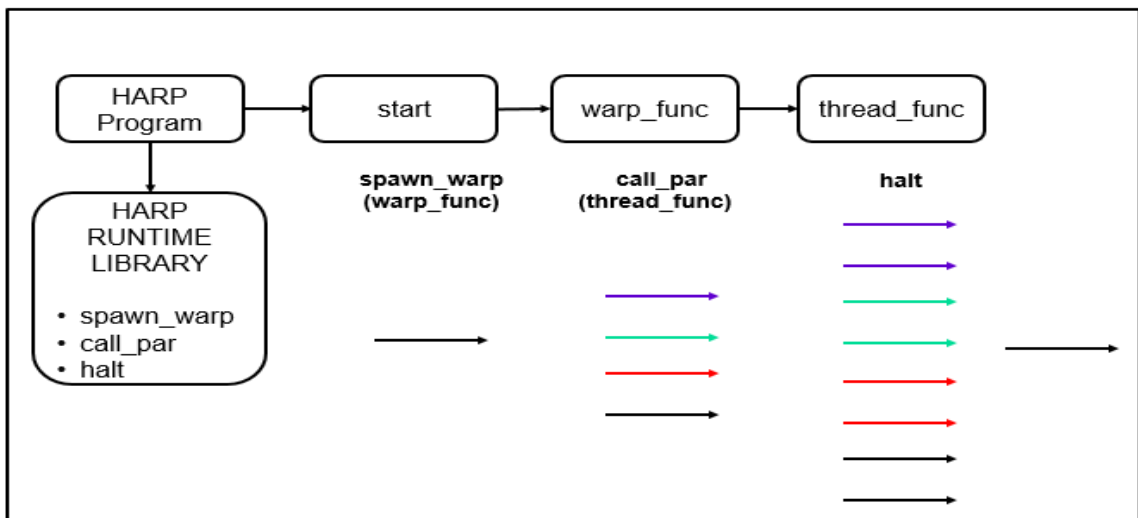 HARP
Program
start
warp_func
thread_func
spawn_warp
(warp_func)
call_par
(thread_func)
halt
HARP
RUNTIME
LIBRARY
• spawn_warp
• call_par
• halt